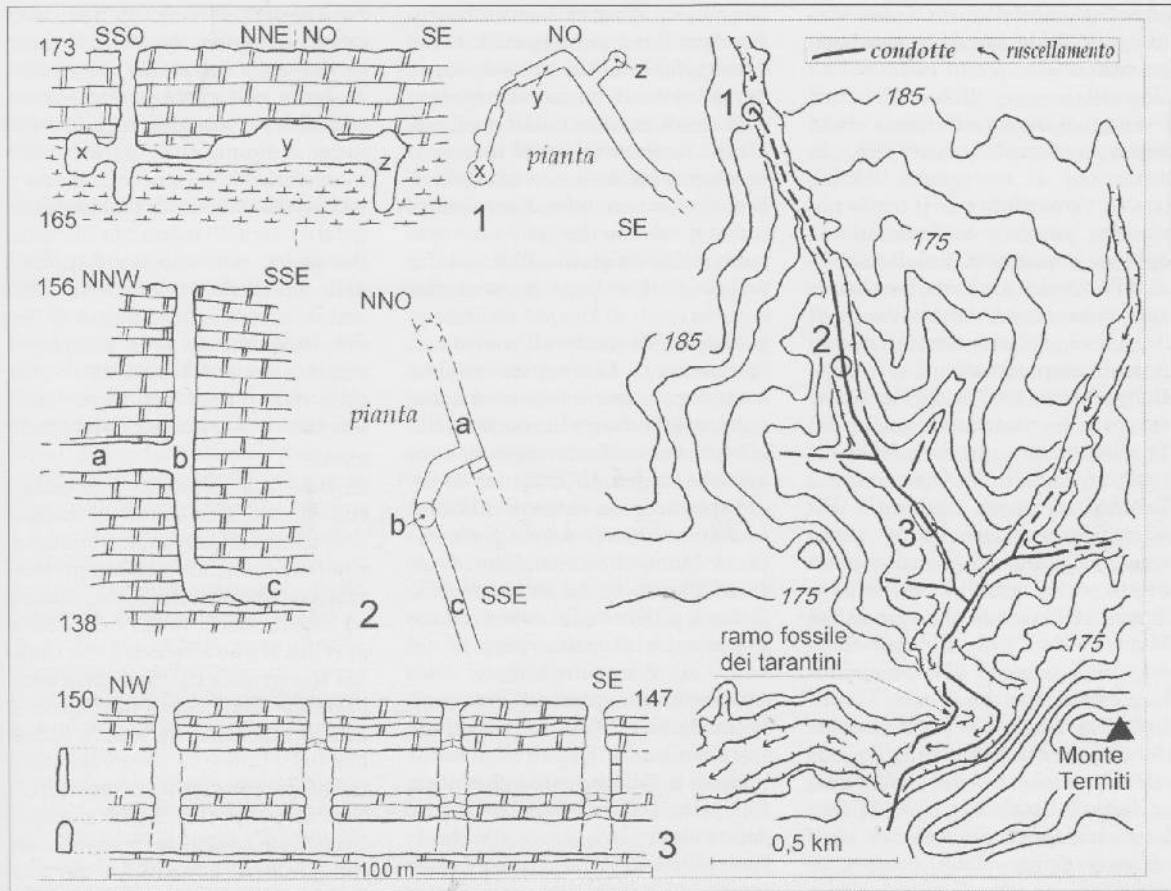 173
SSO
NNE
NO
SE
x
y
z
165
1
NO
z
y
pianta
x
condotte
ruscellamento
185
1
175
SE
185
2
3
175
175
ramo fossile
dei tarantini
Monte
Termiti
0,5 km
NNW
156
SSE
a
b
c
138
2
NNO
pianta
a
b
c
SSE
150
NW
SE
147
3
100 m